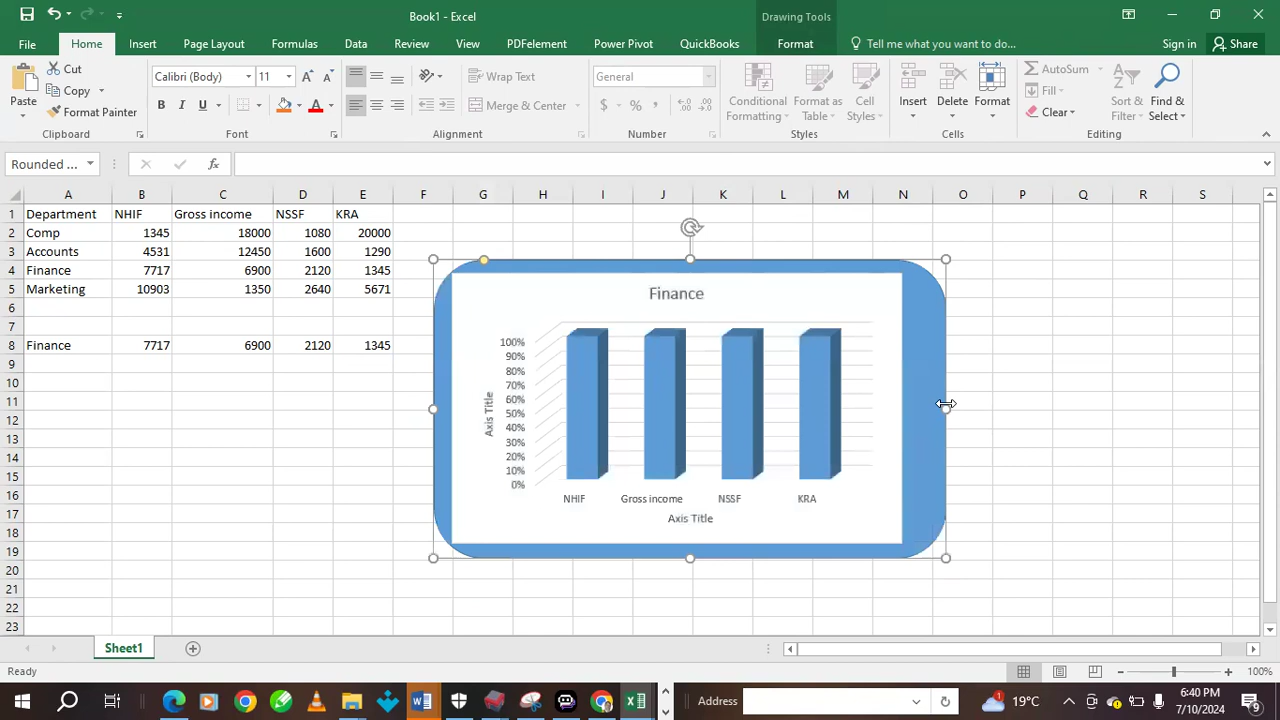 Book1 - Excel
Drawing Tools
File Home Insert Page Layout Formulas Data Review View PDFelement Power Pivot QuickBooks Format Tell me what you want to do... Sign in Share
Paste
Cut
Copy
Format Painter
Clipboard
Calibri (Body) 11
B I U
Font
Wrap Text
Merge & Center
Alignment
General
$ % ,
Number
Conditional Formatting
Format as Table
Cell Styles
Styles
Insert Delete Format
Cells
AutoSum
Fill
Clear
Sort & Filter
Find & Select
Editing
Rounded ...
fx
A B C D E F G H I J K L M N O P Q R S
1 Department NHIF Gross income NSSF KRA
2 Comp 1345 18000 1080 20000
3 Accounts 4531 12450 1600 1290
4 Finance 7717 6900 2120 1345
5 Marketing 10903 1350 2640 5671
6
7
8 Finance 7717 6900 2120 1345
9
10
11
12
13
14
15
16
17
18
19
20
21
22
23
Finance
100%
90%
80%
70%
60%
50%
40%
30%
20%
10%
0%
Axis Title
NHIF Gross income NSSF KRA
Axis Title
Sheet1
Ready
100%
Address
1
19°C
6:40 PM
7/10/2024
9